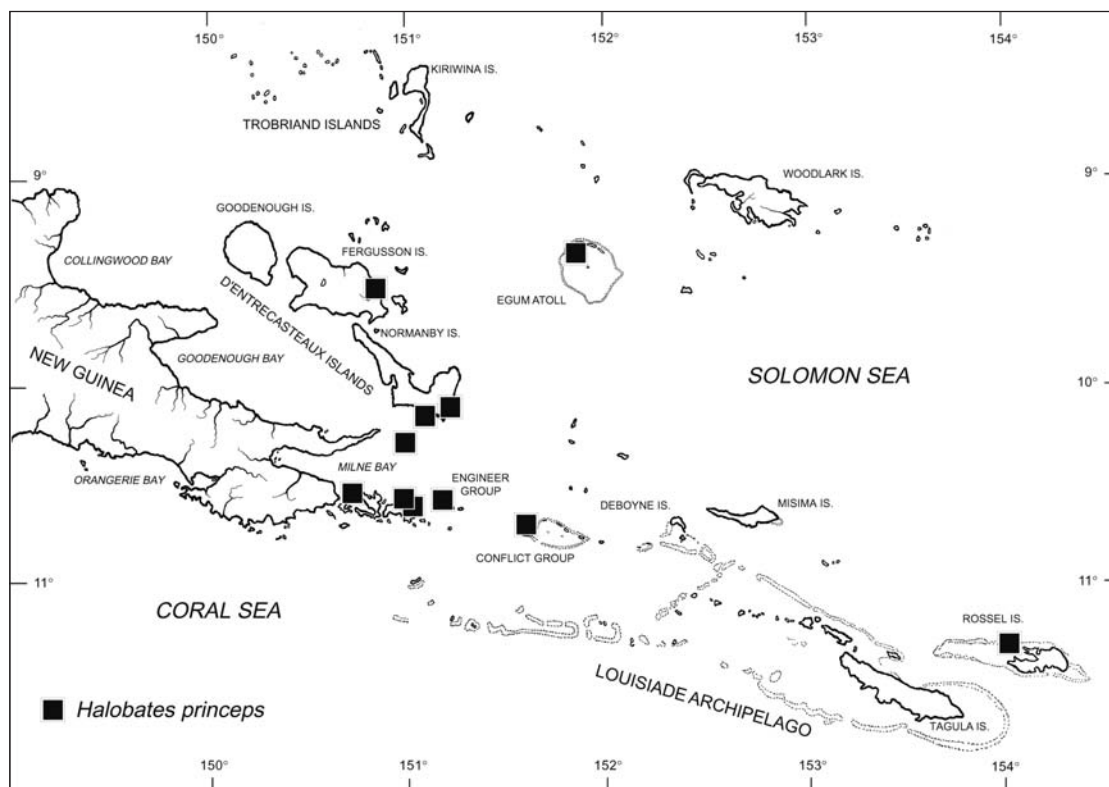 150° 151° 152° 153° 154°
KIRIWINA IS.
TROBRIAND ISLANDS
9° 9°
WOODLARK IS.
GOODENOUGH IS.
FERGUSSON IS.
COLLINGWOOD BAY
EGUM ATOLL
D'ENTRECASTEAUX ISLANDS
NORMANBY IS.
GOODENOUGH BAY
NEW GUINEA
SOLOMON SEA
10°
MILNE BAY
ORANGERIE BAY
ENGINEER
GROUP
DEBOYNE IS.
MISIMA IS.
CONFLICT GROUP
11° 11°
CORAL SEA
ROSSEL IS.
LOUISIADE ARCHIPELAGO
Halobates princeps
TAGULA IS.
150° 151° 152° 153° 154°